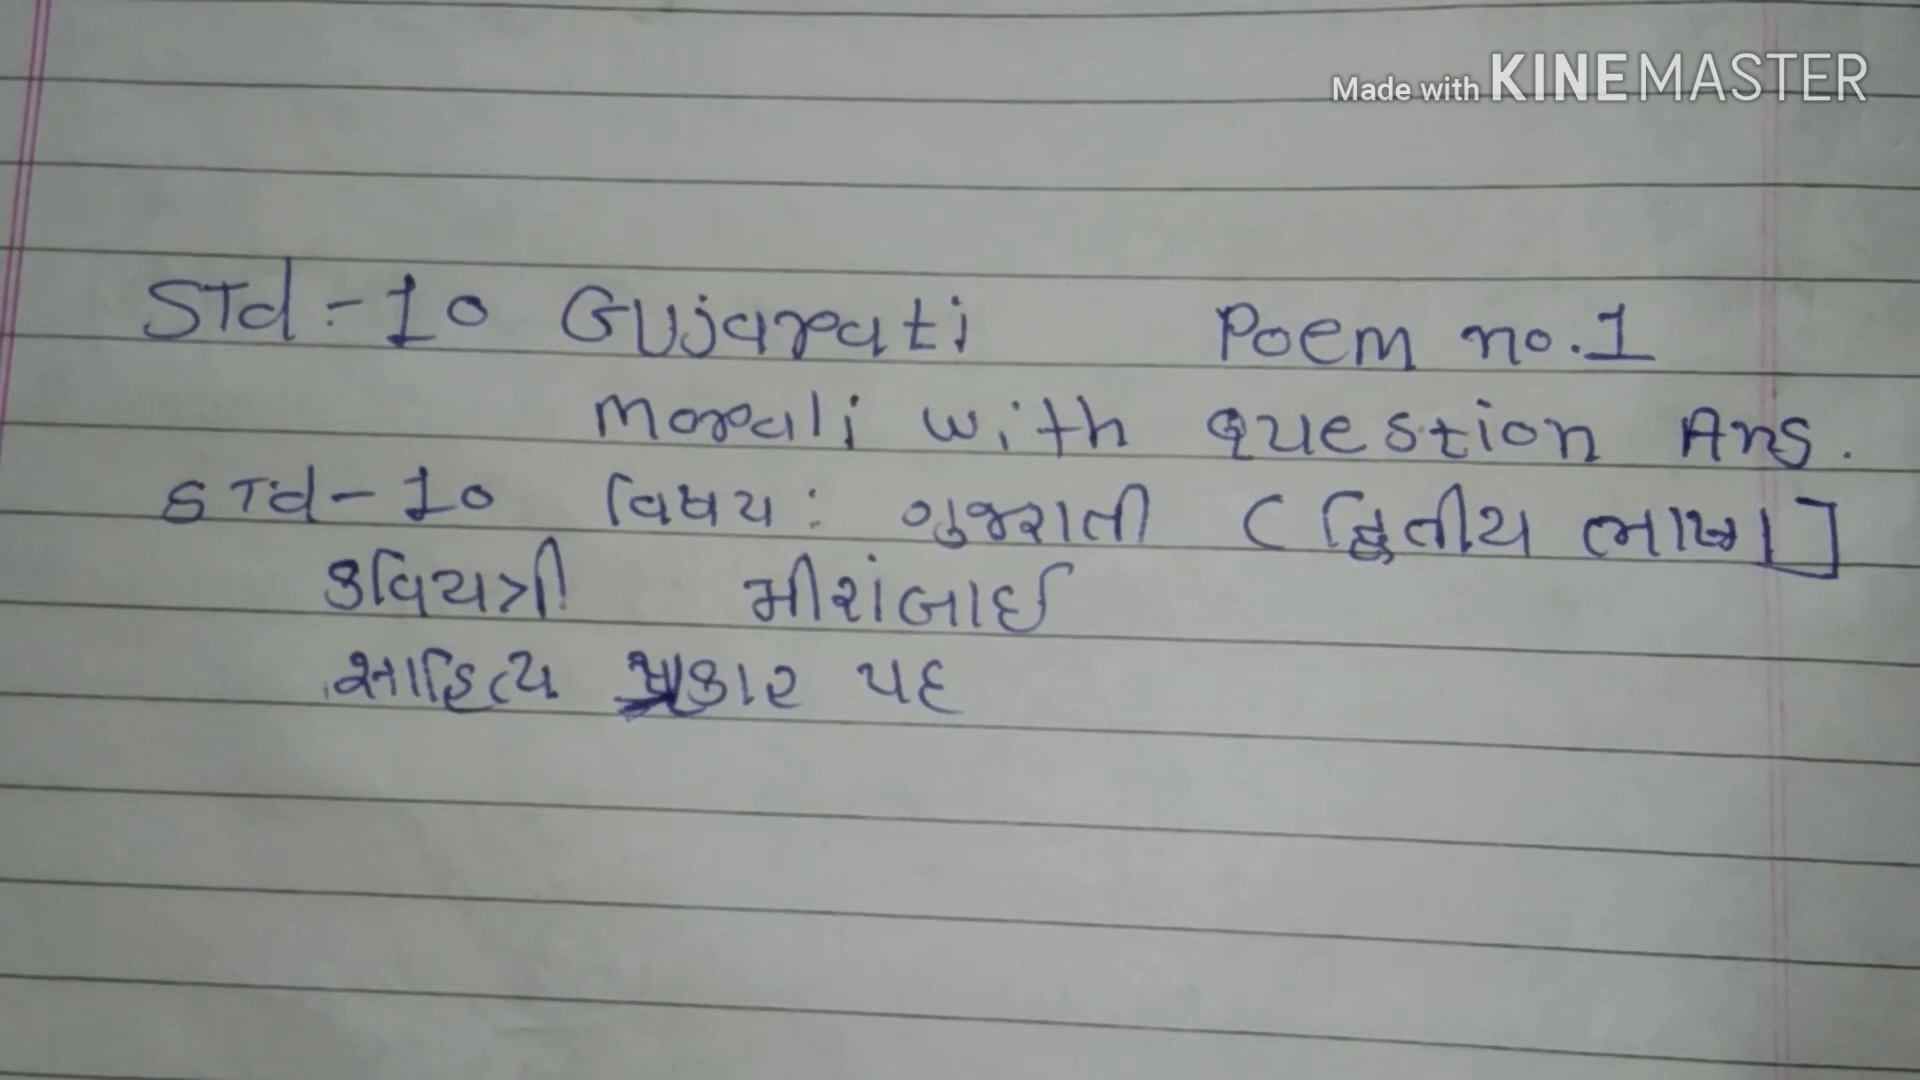 Made with KINEMASTER
STd - 10 Gujarati Poem no. 1
Morali with question Ans.
STd - 10 વિષય : ગુજરાતી ( દ્વિતીય ભાષા ]
કવિયત્રી મીરાંબાઈ
સાહિત્ય પ્રકાર પદ